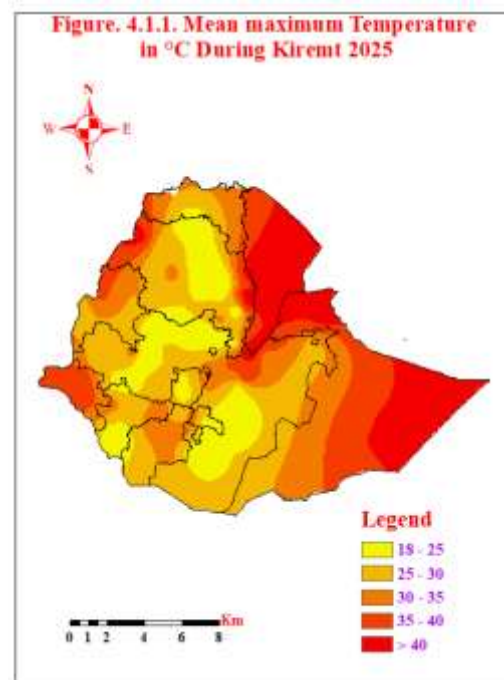 Figure. 4.1.1. Mean maximum Temperature
in °C During Kiremt 2025
N
W E
S
Legend
18 - 25
25 - 30
30 - 35
35 - 40
> 40
Km
0 1 2 4 6 8